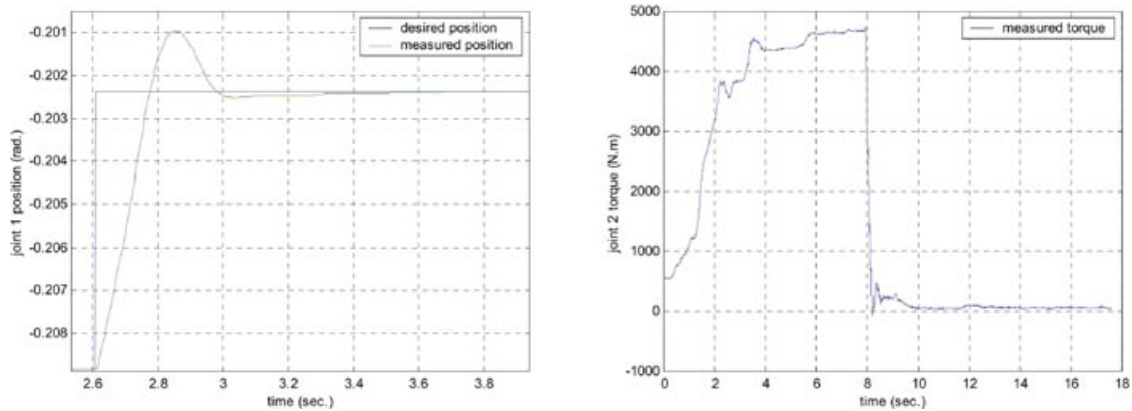 -0.201
-0.202
-0.203
-0.204
-0.205
-0.206
-0.207
-0.208
joint 1 position (rad.)
desired position
measured position
2.6 2.8 3 3.2 3.4 3.6 3.8
time (sec.)
5000
4000
3000
2000
1000
0
-1000
joint 2 torque (N.m)
measured torque
0 2 4 6 8 10 12 14 16 18
time (sec.)